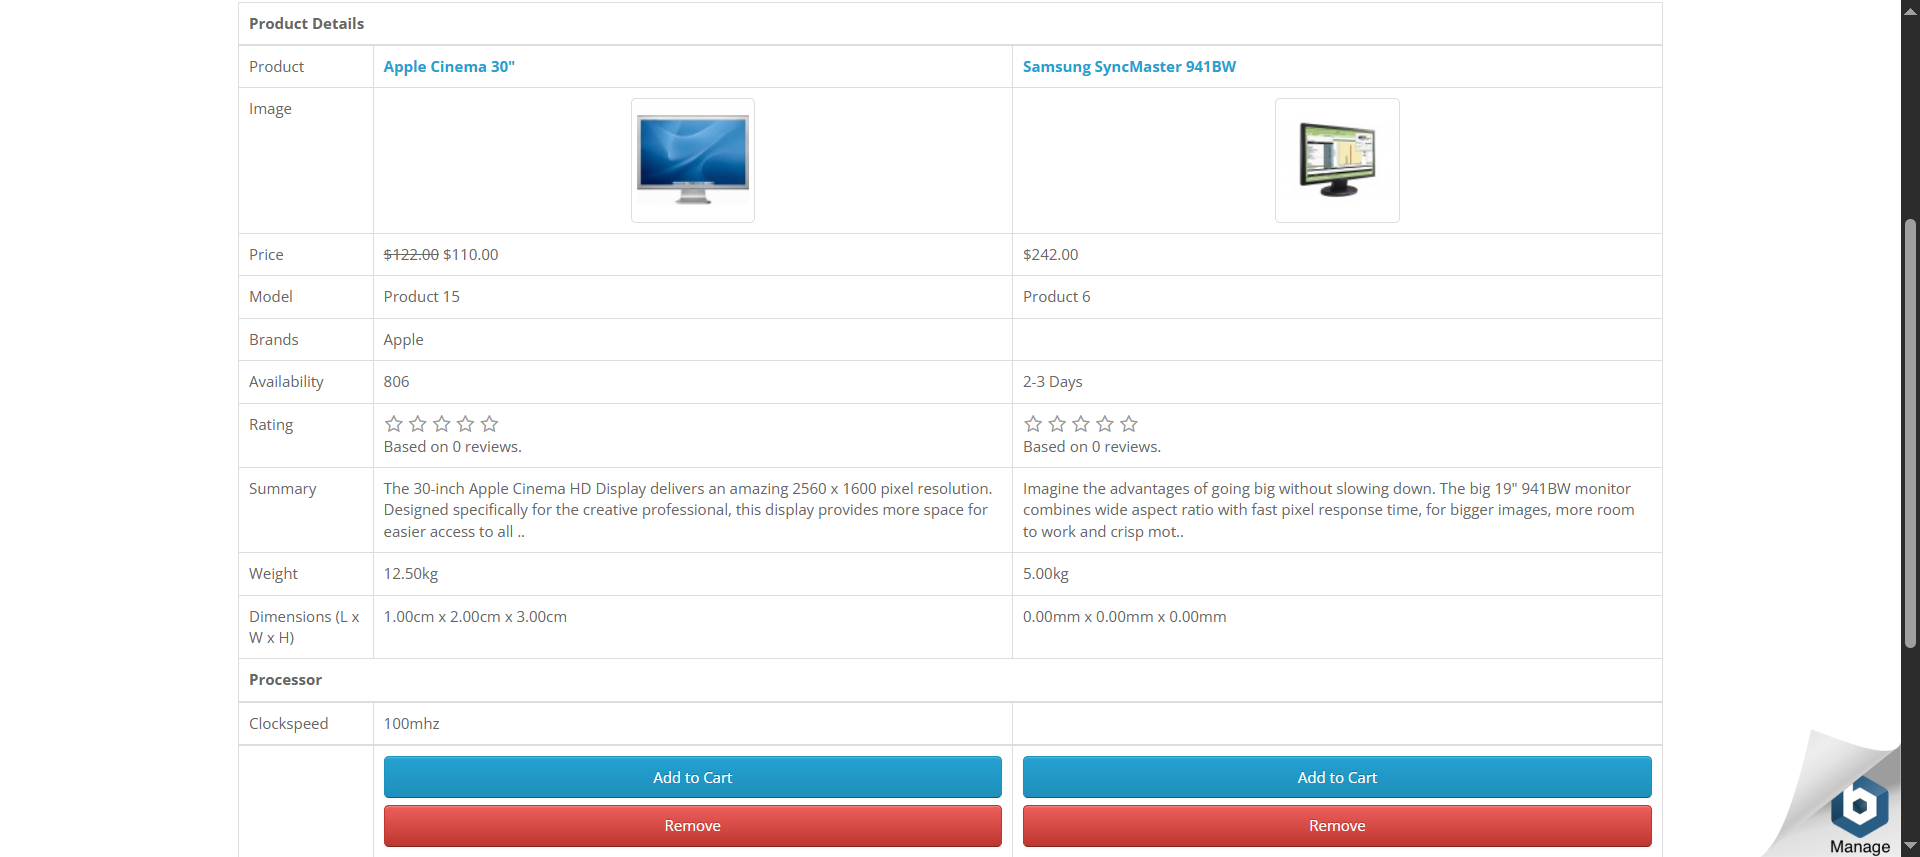 Product Details
Product
Apple Cinema 30"
Samsung SyncMaster 941BW
Image
Price
$122.00 $110.00
$242.00
Model
Product 15
Product 6
Brands
Apple
Availability
806
2-3 Days
Rating
Based on 0 reviews.
Based on 0 reviews.
Summary
The 30-inch Apple Cinema HD Display delivers an amazing 2560 x 1600 pixel resolution.
Designed specifically for the creative professional, this display provides more space for
easier access to all ..
Imagine the advantages of going big without slowing down. The big 19" 941BW monitor
combines wide aspect ratio with fast pixel response time, for bigger images, more room
to work and crisp mot..
Weight
12.50kg
5.00kg
Dimensions (L x
W x H)
1.00cm x 2.00cm x 3.00cm
0.00mm x 0.00mm x 0.00mm
Processor
Clockspeed
100mhz
Add to Cart
Add to Cart
Remove
Remove
Manage